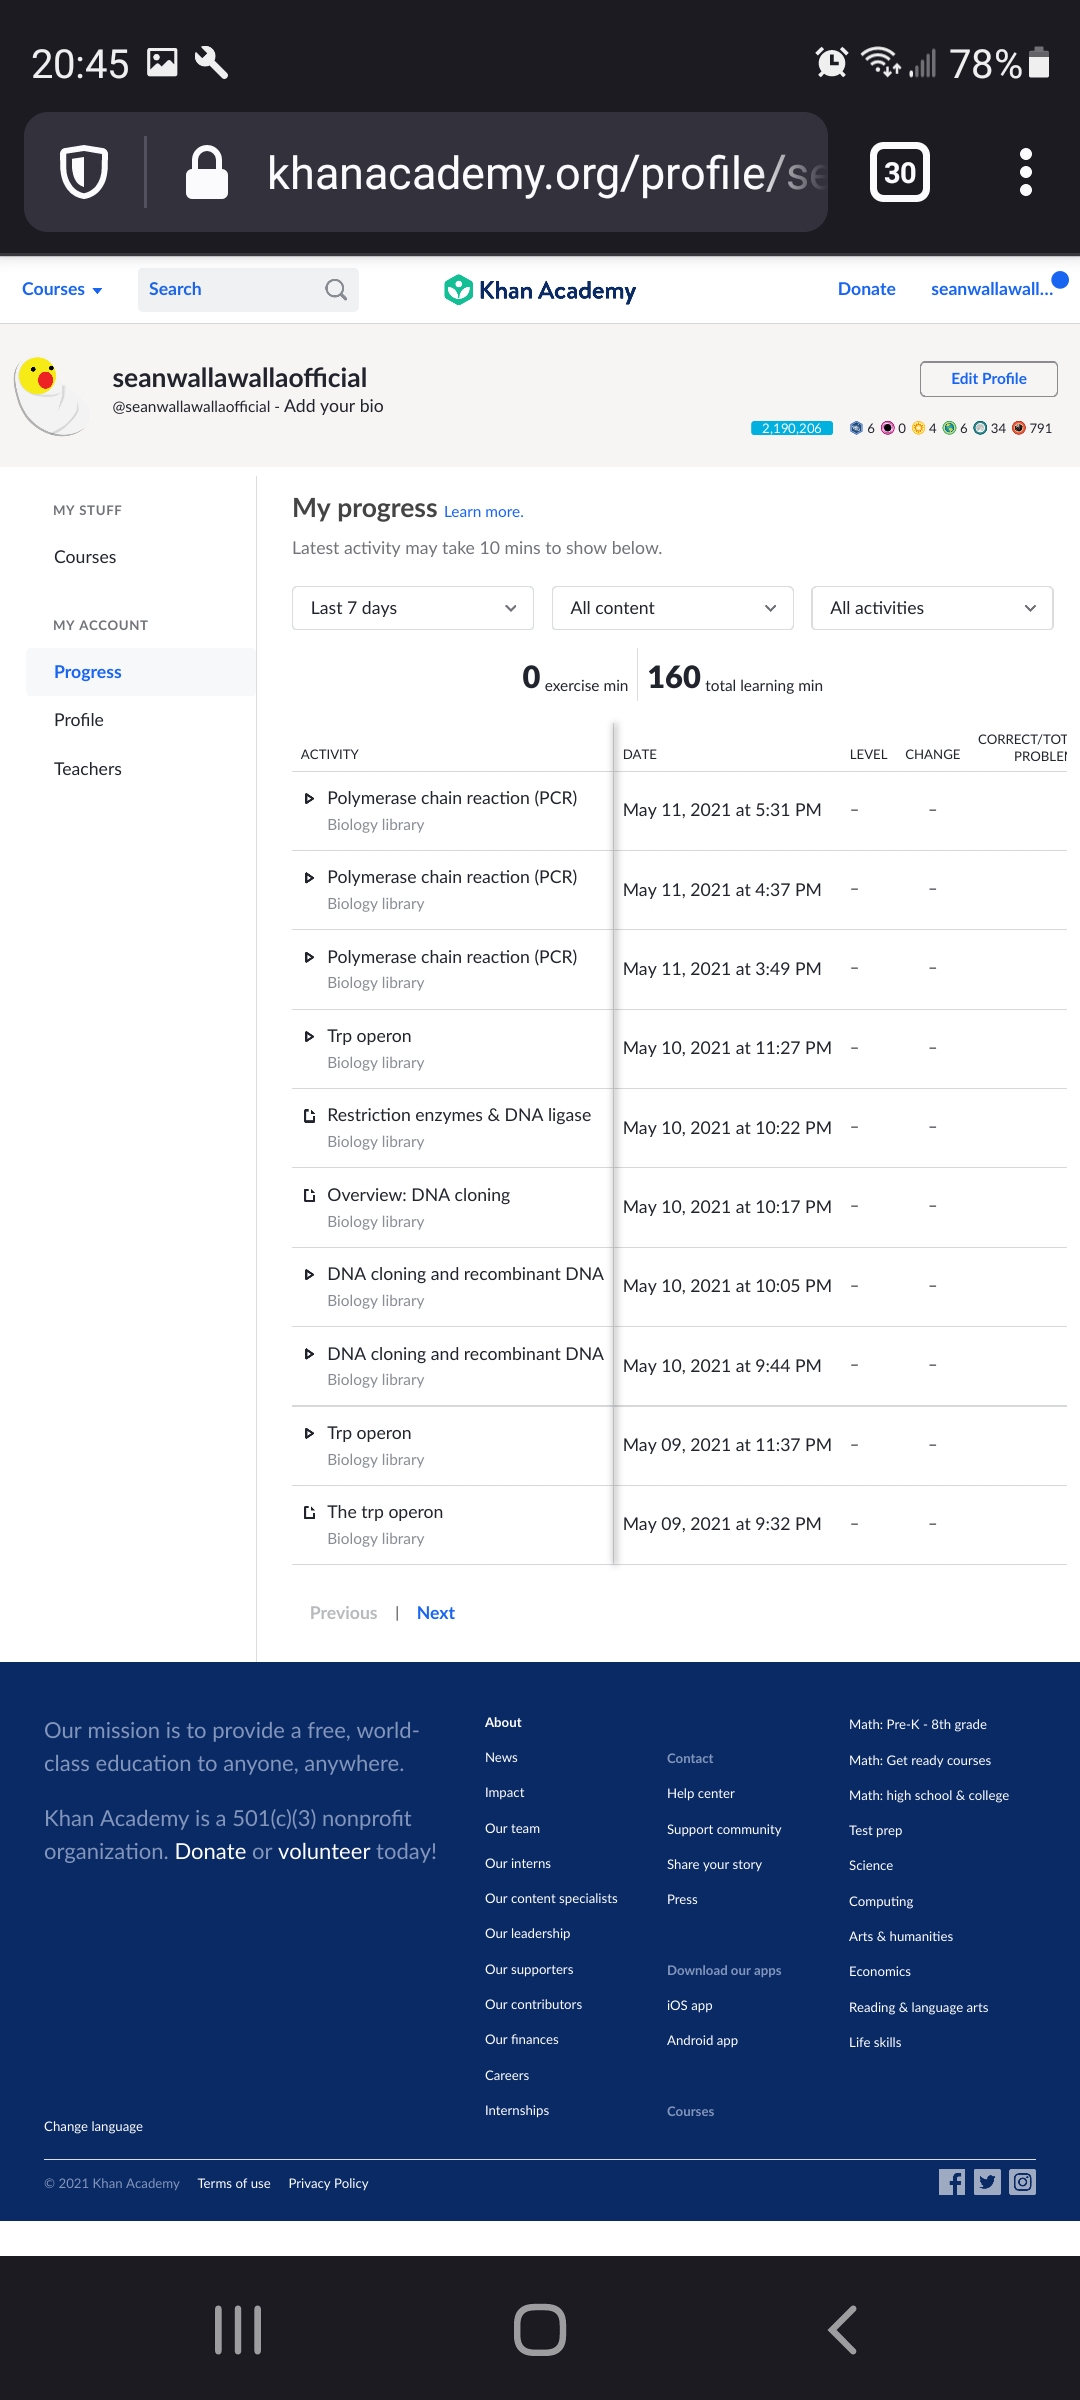 20:45
78%
khanacademy.org/profile/se
30
Courses
Search
Khan Academy
Donate
seanwallawall...
seanwallawallaofficial
@seanwallawallaofficial - Add your bio
Edit Profile
2,190,206 6 0 4 6 34 791
MY STUFF
Courses
MY ACCOUNT
Progress
Profile
Teachers
My progress Learn more.
Latest activity may take 10 mins to show below.
Last 7 days
All content
All activities
0 exercise min
160 total learning min
ACTIVITY DATE LEVEL CHANGE CORRECT/TOT
PROBLEM
Polymerase chain reaction (PCR)
Biology library
May 11, 2021 at 5:31 PM – –
Polymerase chain reaction (PCR)
Biology library
May 11, 2021 at 4:37 PM – –
Polymerase chain reaction (PCR)
Biology library
May 11, 2021 at 3:49 PM – –
Trp operon
Biology library
May 10, 2021 at 11:27 PM – –
Restriction enzymes & DNA ligase
Biology library
May 10, 2021 at 10:22 PM – –
Overview: DNA cloning
Biology library
May 10, 2021 at 10:17 PM – –
DNA cloning and recombinant DNA
Biology library
May 10, 2021 at 10:05 PM – –
DNA cloning and recombinant DNA
Biology library
May 10, 2021 at 9:44 PM – –
Trp operon
Biology library
May 09, 2021 at 11:37 PM – –
The trp operon
Biology library
May 09, 2021 at 9:32 PM – –
Previous | Next
Our mission is to provide a free, world-
class education to anyone, anywhere.
Khan Academy is a 501(c)(3) nonprofit
organization. Donate or volunteer today!
About
News
Impact
Our team
Our interns
Our content specialists
Our leadership
Our supporters
Our contributors
Our finances
Careers
Internships
Contact
Help center
Support community
Share your story
Press
Download our apps
iOS app
Android app
Courses
Math: Pre-K - 8th grade
Math: Get ready courses
Math: high school & college
Test prep
Science
Computing
Arts & humanities
Economics
Reading & language arts
Life skills
Change language
© 2021 Khan Academy Terms of use Privacy Policy